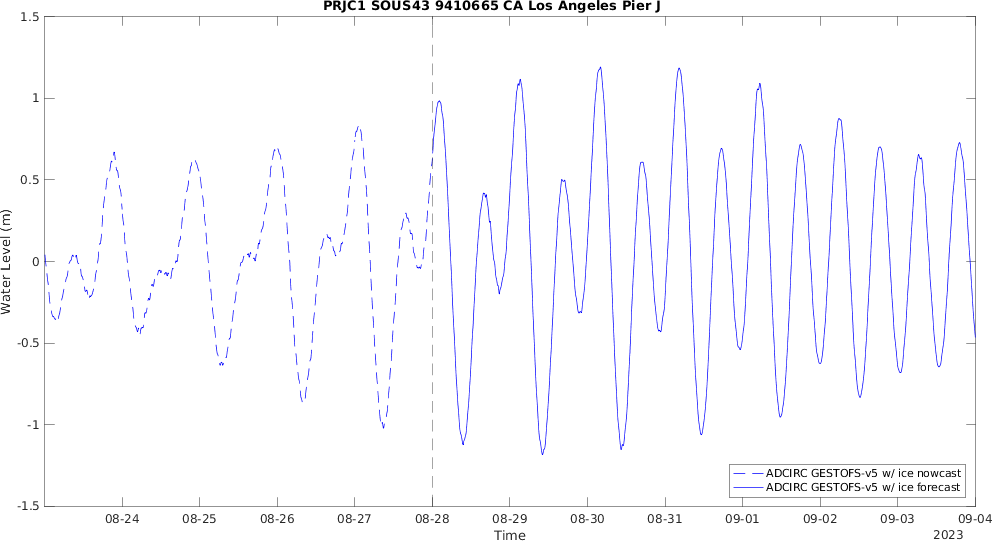 PRJC1 SOUS43 9410665 CA Los Angeles Pier J
1.5
1
0.5
0
-0.5
-1
-1.5
Water Level (m)
ADCIRC GESTOFS-v5 w/ ice nowcast
ADCIRC GESTOFS-v5 w/ ice forecast
08-24 08-25 08-26 08-27 08-28 08-29 08-30 08-31 09-01 09-02 09-03 09-04
Time
2023